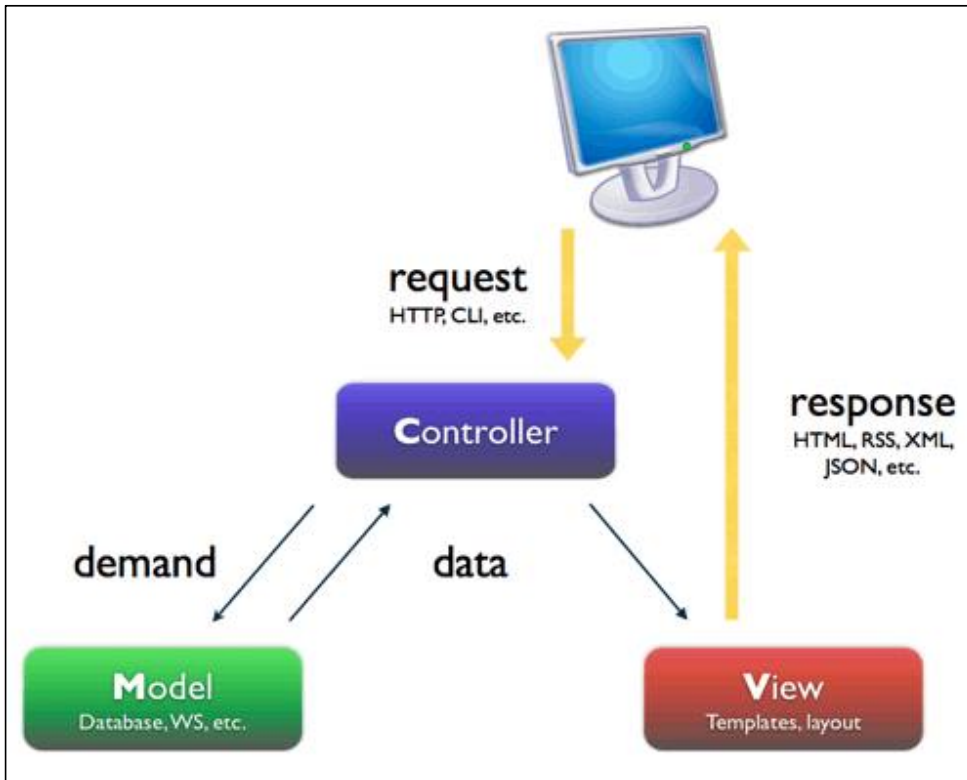 request
HTTP, CLI, etc.
Controller
response
HTML, RSS, XML,
JSON, etc.
demand
data
Model
Database, WS, etc.
View
Templates, layout